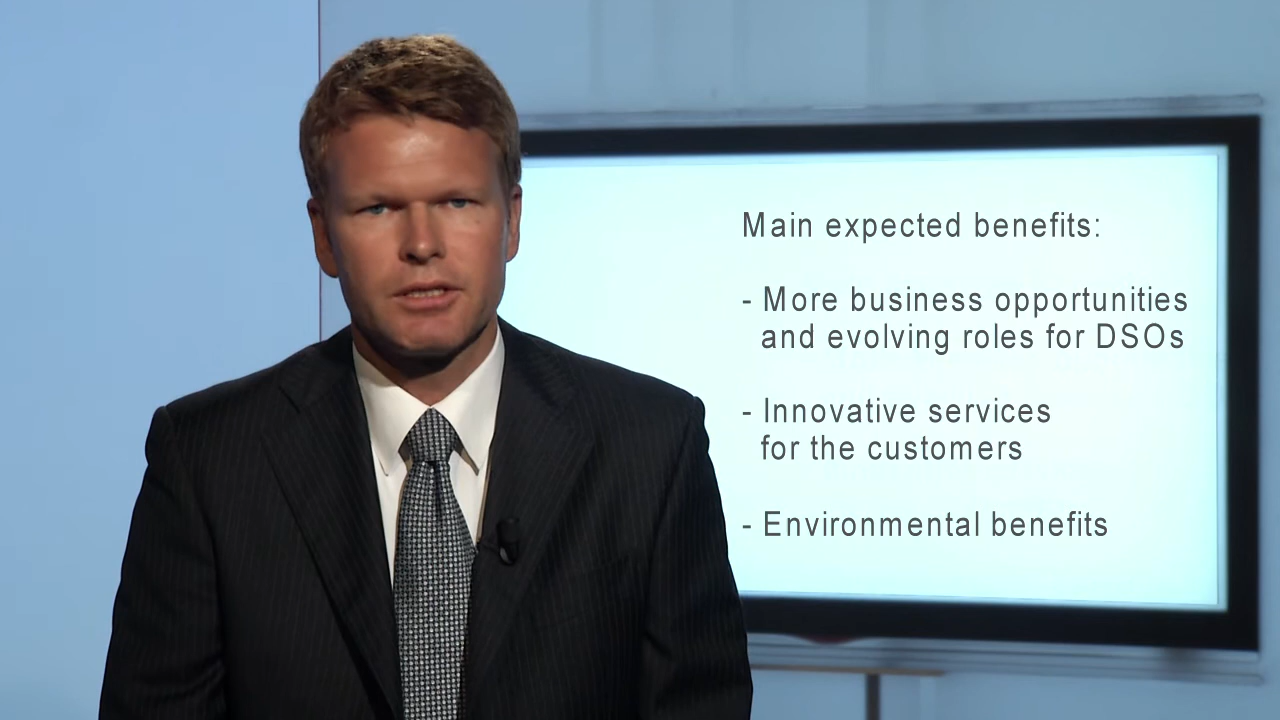 Main expected benefits:
- More business opportunities
and evolving roles for DSOs
- Innovative services
for the customers
- Environmental benefits